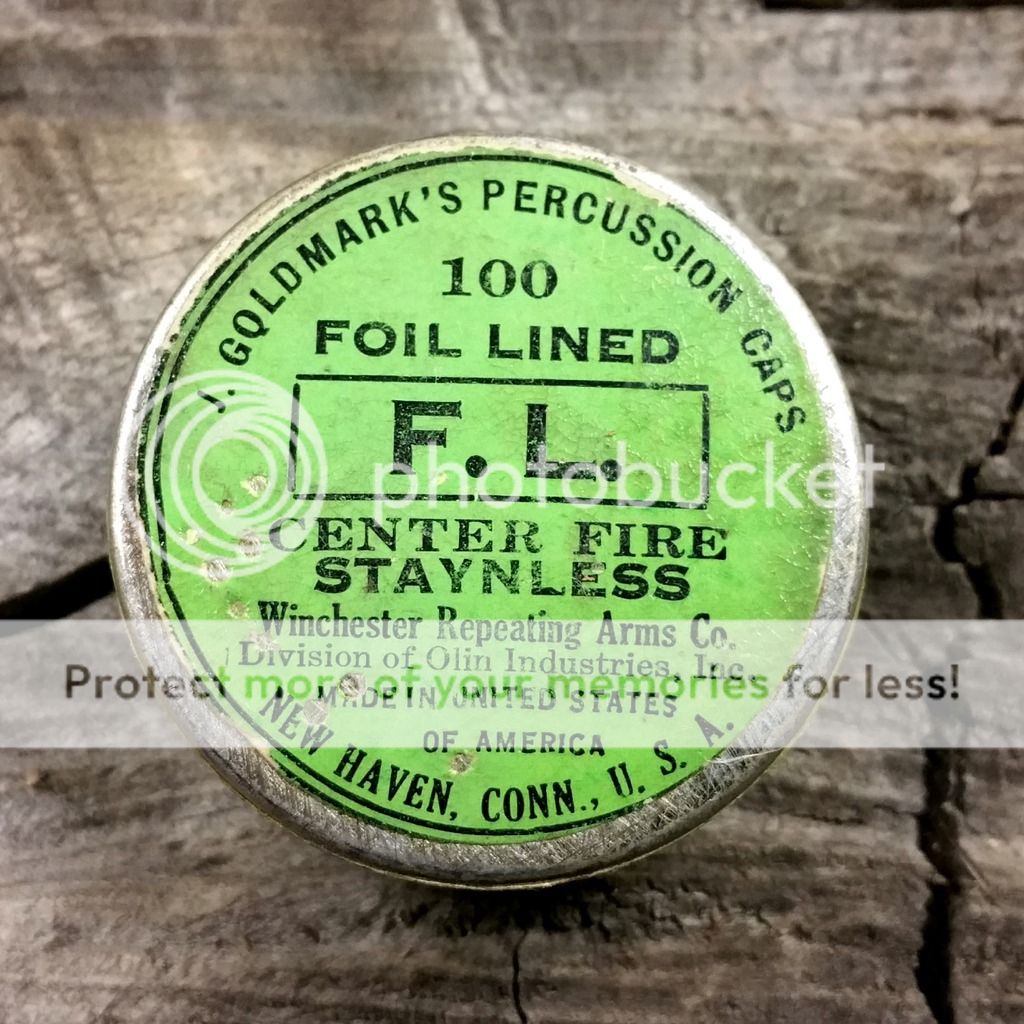 J. GOLDMARK'S PERCUSSION CAPS
100
FOIL LINED
F. L.
CENTER FIRE
STAYNLESS
Winchester Repeating Arms Co.
Division of Olin Industries, Inc.
MADE IN UNITED STATES
OF AMERICA
NEW HAVEN, CONN., U. S. A.
photobucket
Protect more of your memories for less!